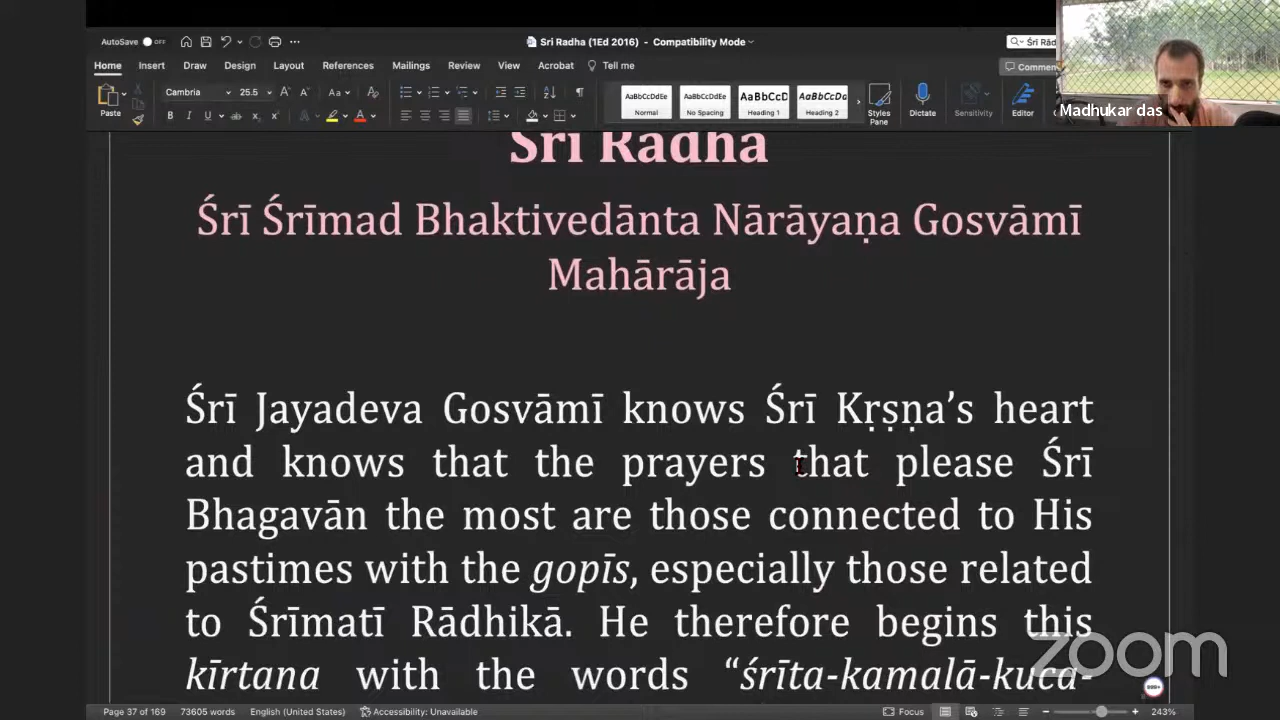 AutoSave OFF
Sri Radha (1Ed 2016) - Compatibility Mode
Home Insert Draw Design Layout References Mailings Review View Acrobat Tell me
Comment
Paste
Cambria 25.5
AaBbCcDdEe AaBbCcDdEe AaBbCcD AaBbCcDd
Normal No Spacing Heading 1 Heading 2
Styles Pane
Dictate
Sensitivity
Editor
Madhukar das
Śrī Rādhā
Śrī Śrīmad Bhaktivedānta Nārāyaṇa Gosvāmī
Mahārāja
Śrī Jayadeva Gosvāmī knows Śrī Kṛṣṇa’s heart
and knows that the prayers that please Śrī
Bhagavān the most are those connected to His
pastimes with the gopīs, especially those related
to Śrīmatī Rādhikā. He therefore begins this
kīrtana with the words “śrīta-kamalā-kuca-
zoom
Page 37 of 169 73605 words English (United States) Accessibility: Unavailable Focus 243%